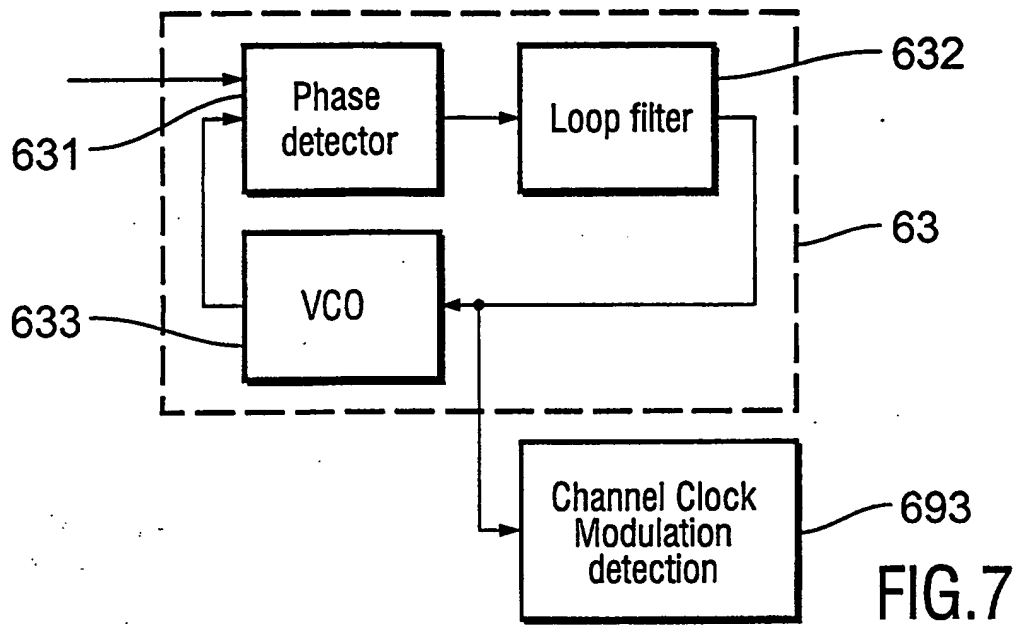 Phase
detector
631
Loop filter
632
63
VCO
633
Channel Clock
Modulation
detection
693
FIG.7